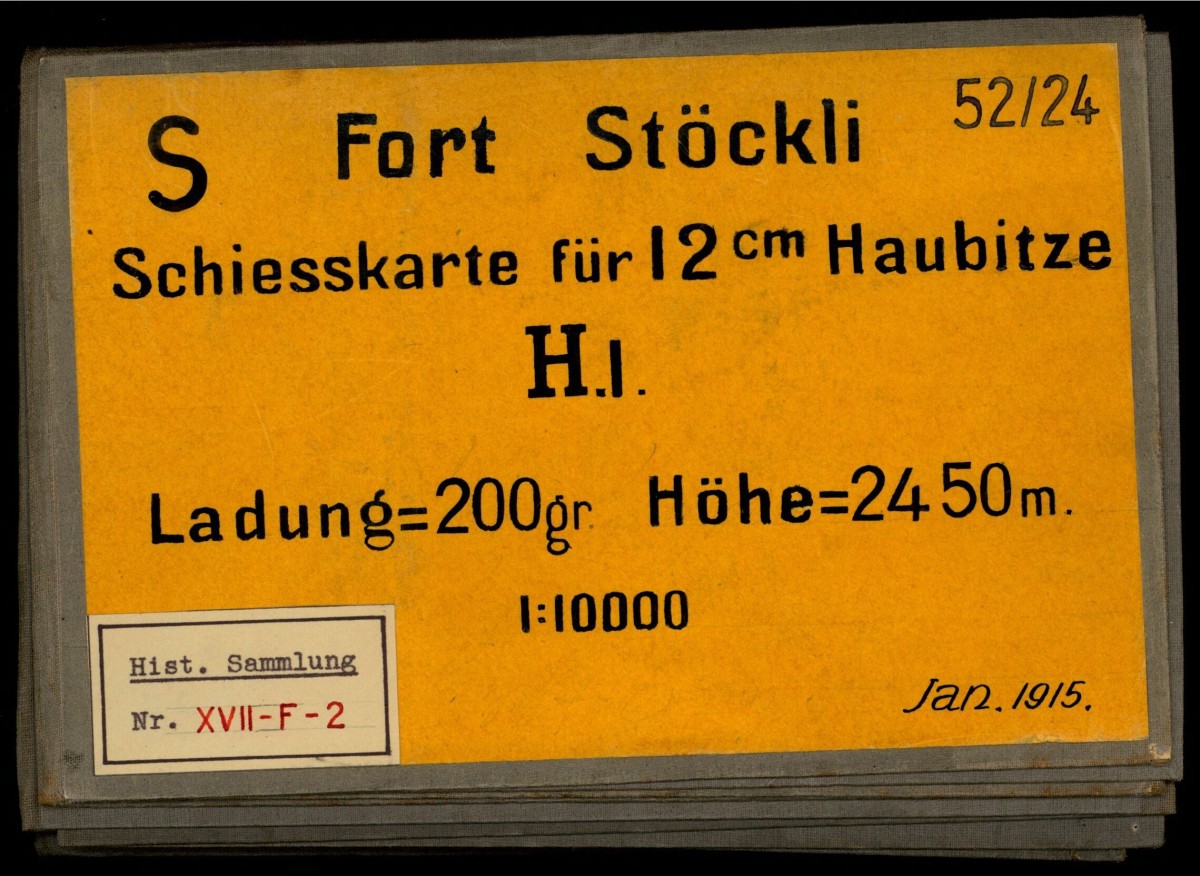 S Fort Stöckli 52/24
Schiesskarte für 12 cm Haubitze
H.I.
Ladung=200gr. Höhe=2450m.
1:10000
Jan. 1915.
Hist. Sammlung
Nr. XVII-F-2